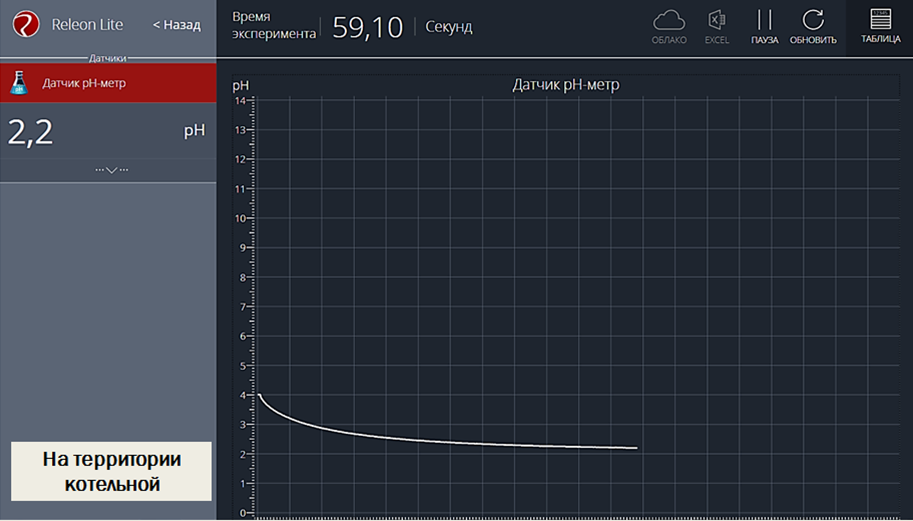 Releon Lite
< Назад
Время
эксперимента
59,10
Секунд
ОБЛАКО
EXCEL
ПАУЗА
ОБНОВИТЬ
ТАБЛИЦА
Датчики
Датчик pH-метр
2,2
pH
На территории
котельной
pH
Датчик pH-метр
14
13
12
11
10
9
8
7
6
5
4
3
2
1
0